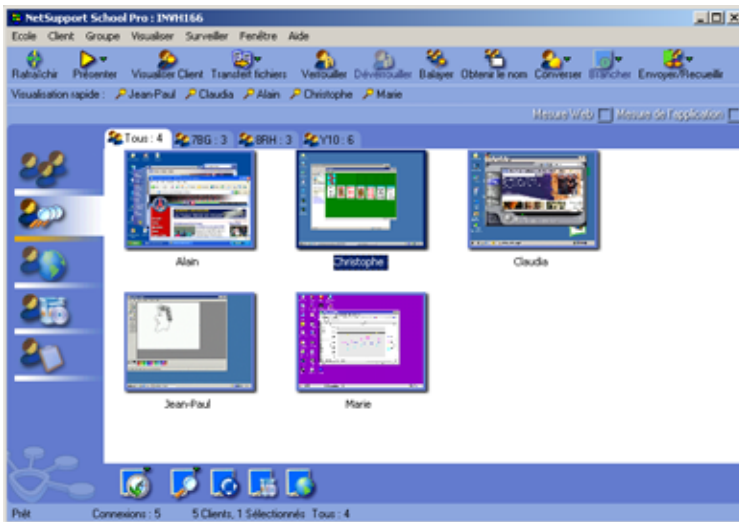 NetSupport School Pro : INVH166
Ecole Client Groupe Visualiser Surveiller Fenêtre Aide
Rafraîchir Présenter Visualiser Client Transfert fichiers Verrouiller Dévérrouiller Balayer Obtenir le nom Converser Brancher Envoyer/Recueillir
Visualisation rapide : Jean-Paul Claudia Alain Christophe Marie
Mesure Web Mesure de l'application
Tous : 4 7BG : 3 8RH : 3 Y10 : 6
Alain Christophe Claudia
Jean-Paul Marie
Prêt Connexions : 5 5 Clients, 1 Sélectionnés Tous : 4